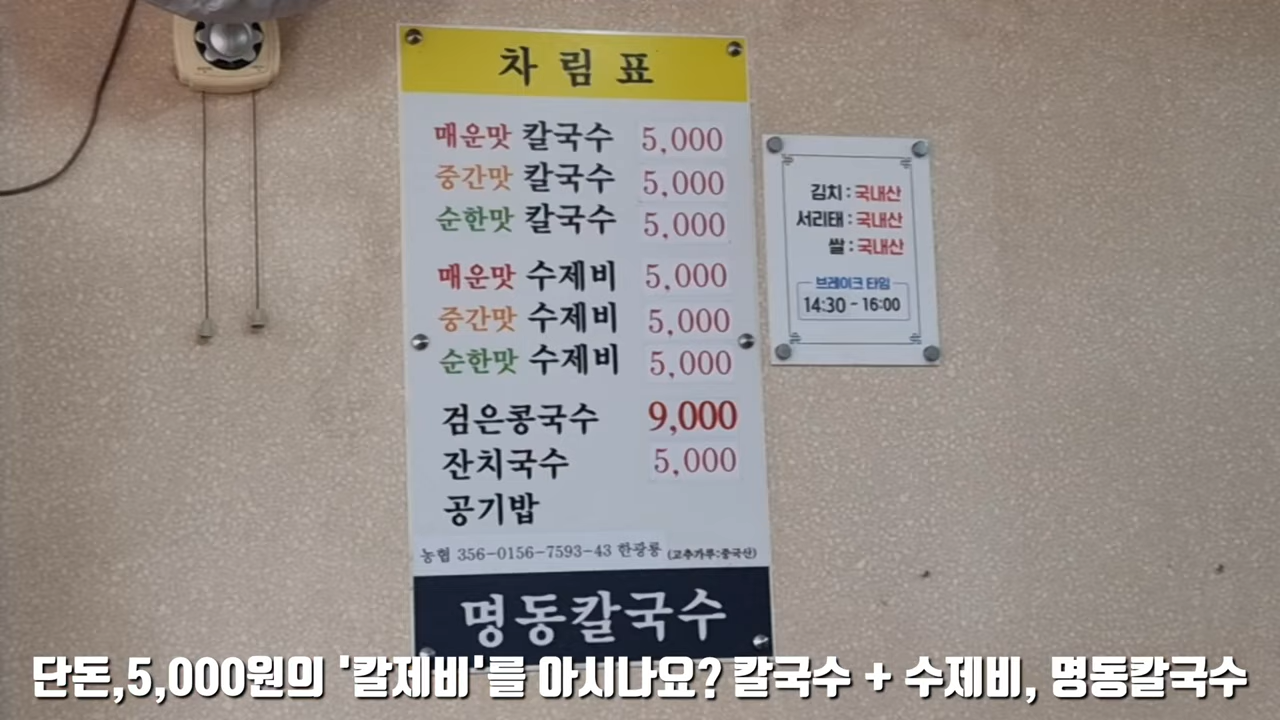 차림표
매운맛 칼국수 5,000
중간맛 칼국수 5,000
순한맛 칼국수 5,000
매운맛 수제비 5,000
중간맛 수제비 5,000
순한맛 수제비 5,000
검은콩국수 9,000
잔치국수 5,000
공기밥
농협 356-0156-7593-43 한광룡 (고추가루:중국산)
명동칼국수
김치 : 국내산
서리태 : 국내산
쌀 : 국내산
브레이크 타임
14:30 - 16:00
단돈,5,000원의 '칼제비'를 아시나요? 칼국수 + 수제비, 명동칼국수